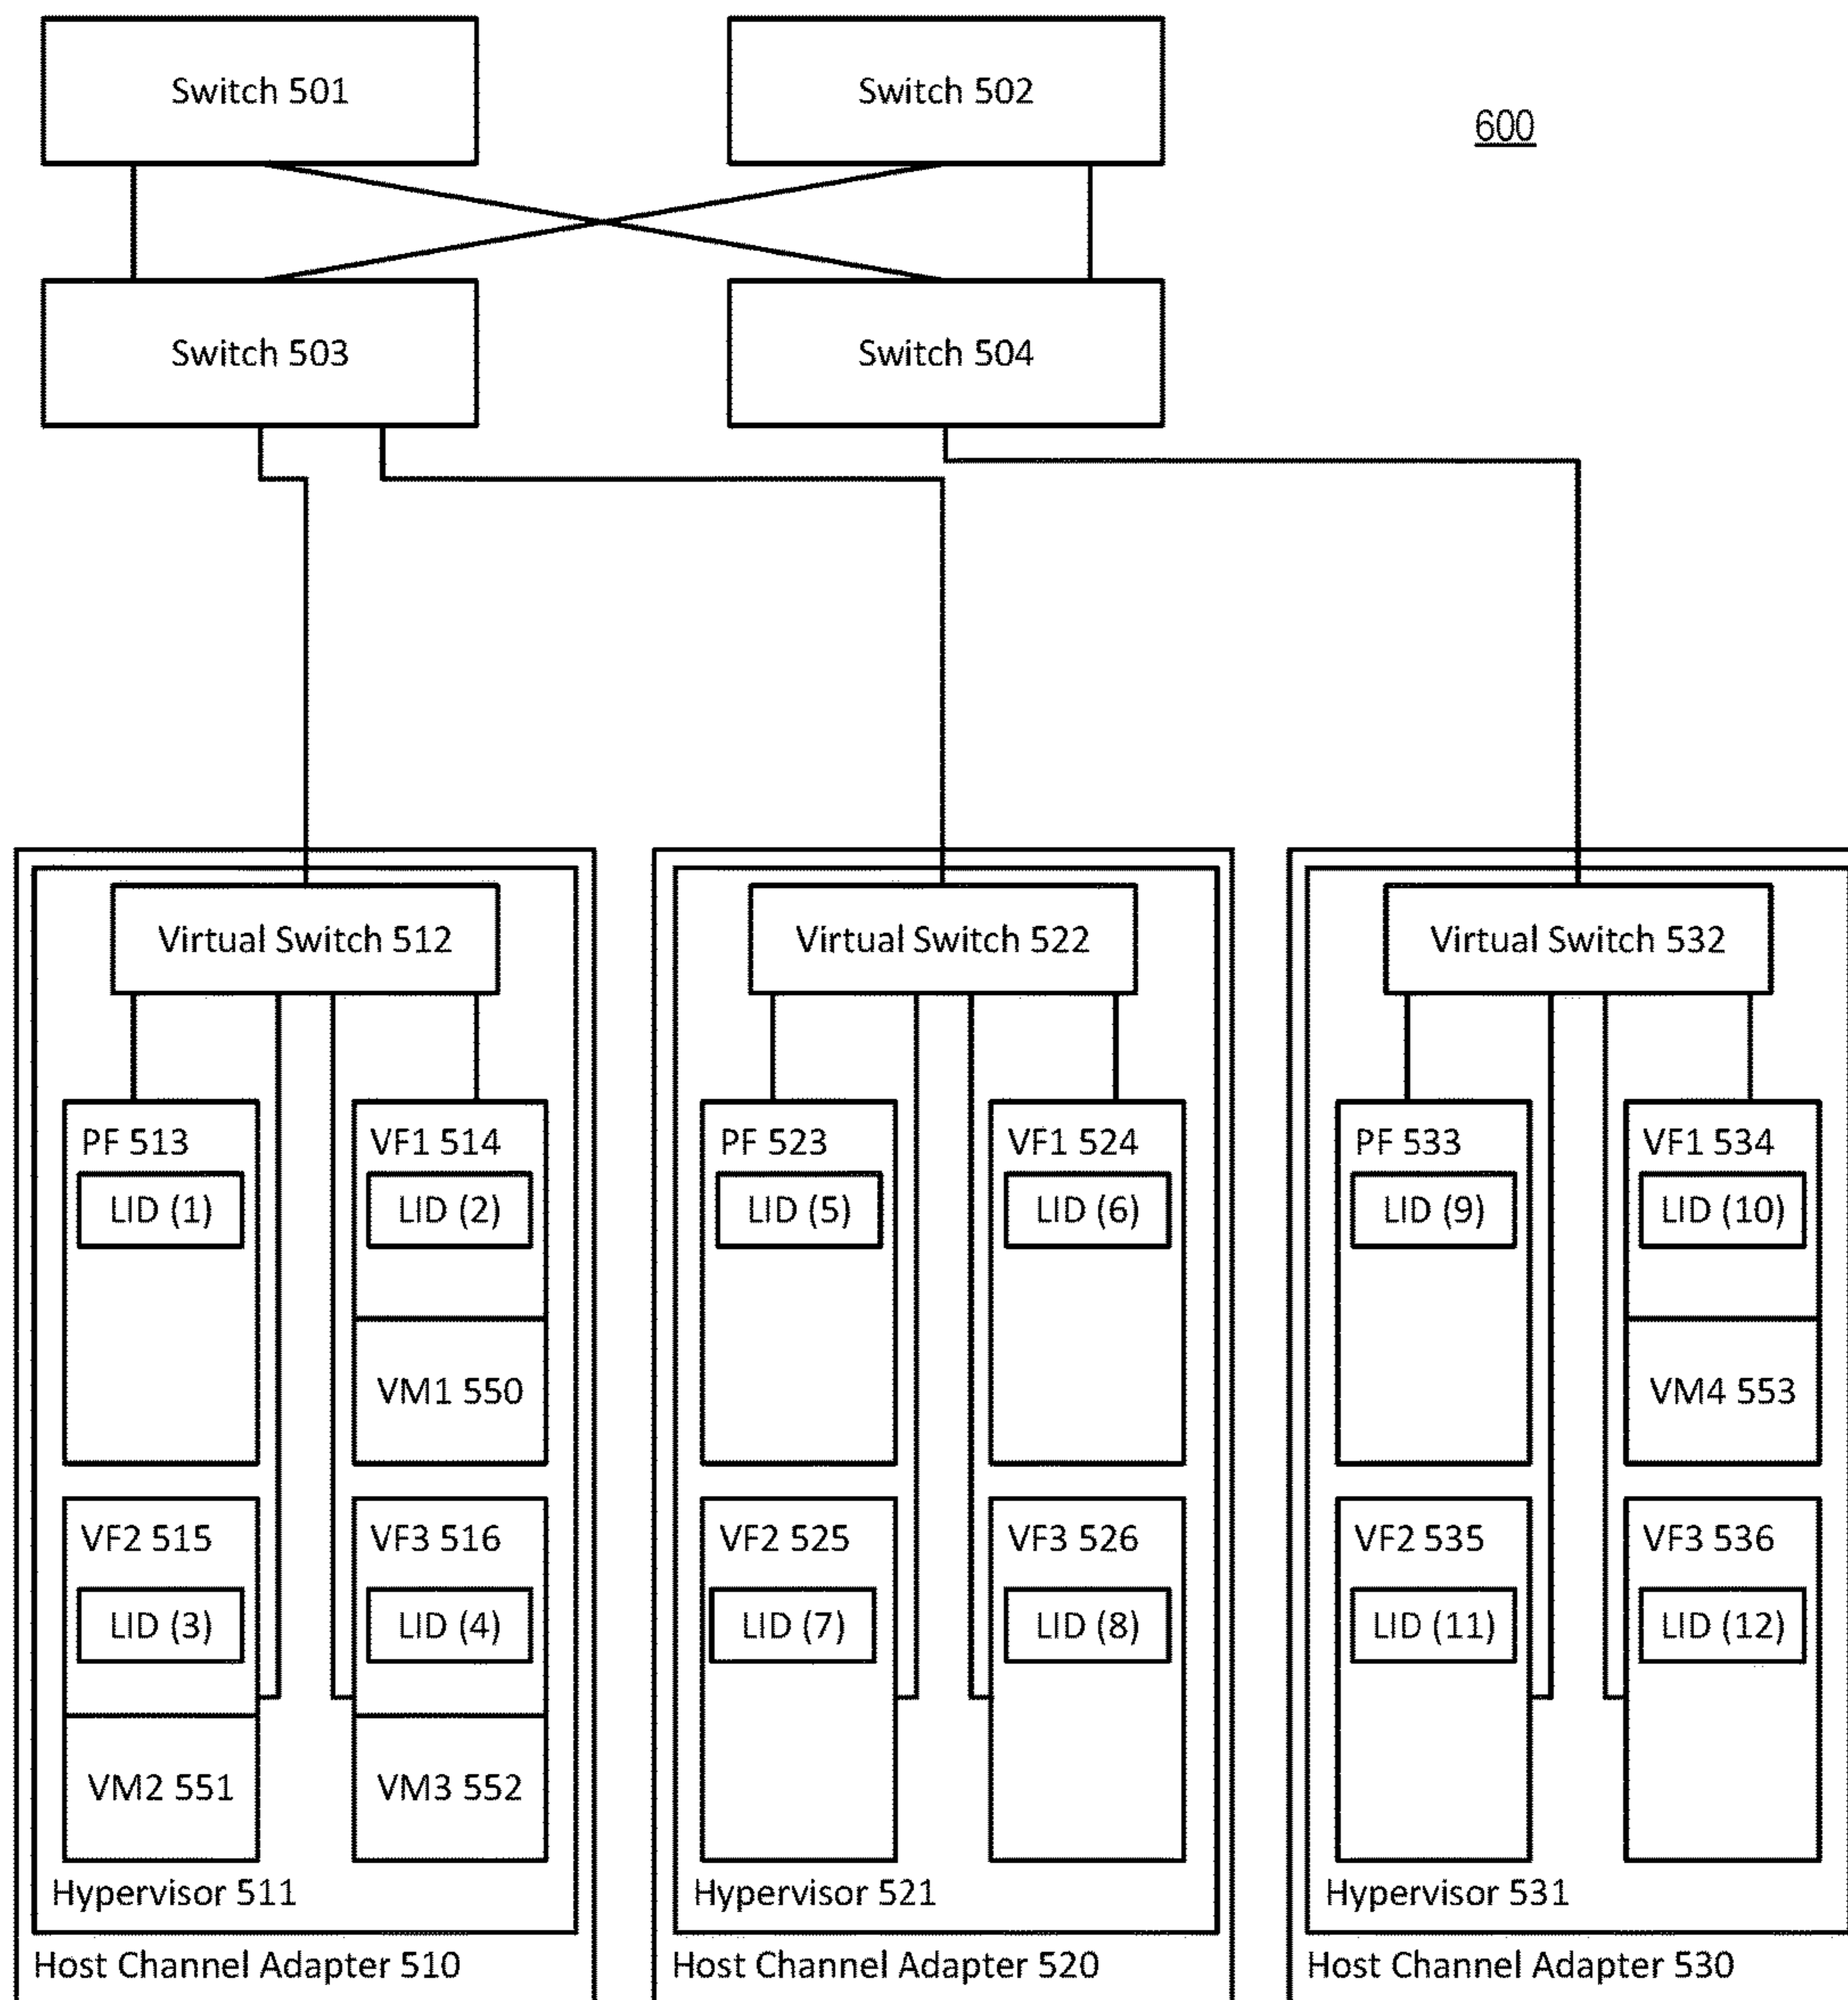 Switch 501
Switch 502
600
Switch 503
Switch 504
Virtual Switch 512
Virtual Switch 522
Virtual Switch 532
PF 513
LID (1)
VF1 514
LID (2)
VM1 550
VF2 515
LID (3)
VM2 551
VF3 516
LID (4)
VM3 552
Hypervisor 511
Host Channel Adapter 510
PF 523
LID (5)
VF1 524
LID (6)
VF2 525
LID (7)
VF3 526
LID (8)
Hypervisor 521
Host Channel Adapter 520
PF 533
LID (9)
VF1 534
LID (10)
VM4 553
VF2 535
LID (11)
VF3 536
LID (12)
Hypervisor 531
Host Channel Adapter 530